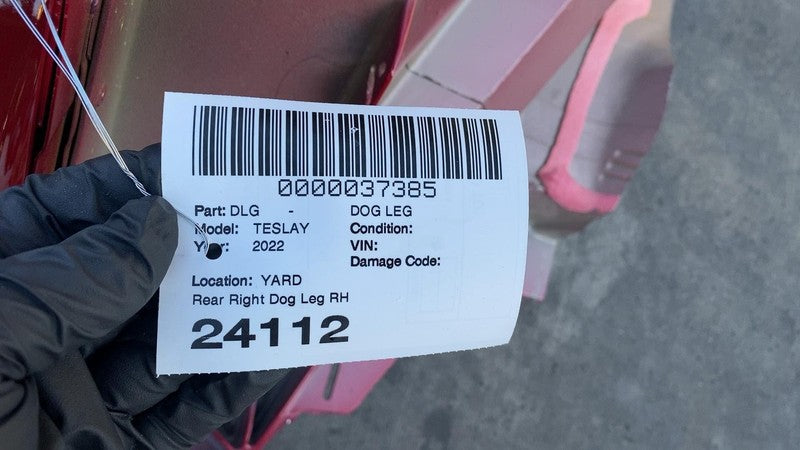 0000037385
Part: DLG - DOG LEG
Model: TESLAY Condition:
Year: 2022 VIN:
Damage Code:
Location: YARD
Rear Right Dog Leg RH
24112